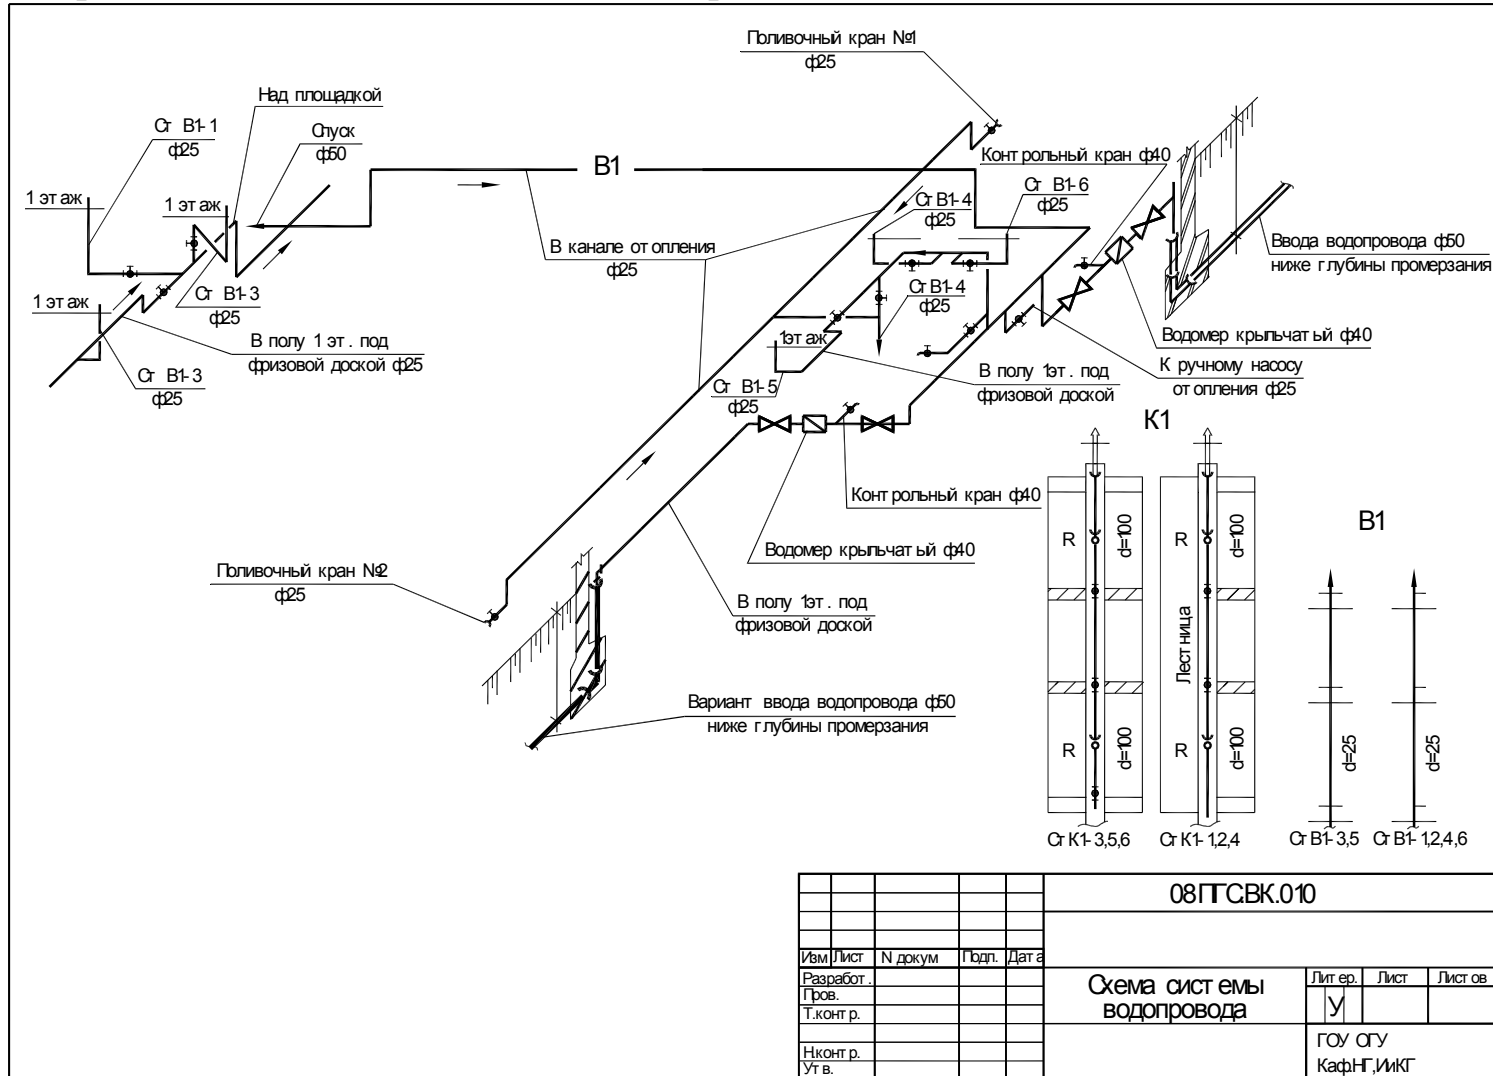 Поливочный кран №1
ф25
Над площадкой
Ст В1-1
ф25
Спуск
ф50
В1
Контрольный кран ф40
1 этаж
1 этаж
Ст В1-4
ф25
Ст В1-6
ф25
В канале отопления
ф25
Ввода водопровода ф50
ниже глубины промерзания
1 этаж
Ст В1-3
ф25
Ст В1-4
ф25
В полу 1 эт. под
фризовой доской ф25
1этаж
Водомер крыльчатый ф40
Ст В1-3
ф25
Ст В1-5
ф25
В полу 1эт. под
фризовой доской
К ручному насосу
отопления ф25
К1
Контрольный кран ф40
В1
Водомер крыльчатый ф40
Поливочный кран №2
ф25
В полу 1эт. под
фризовой доской
R
d=100
R
d=100
Лестница
Вариант ввода водопровода ф50
ниже глубины промерзания
R
d=100
R
d=100
d=25
d=25
Ст К1-3,5,6
Ст К1-1,2,4
Ст В1-3,5
Ст В1-1,2,4,6
08ПГС.ВК.010
Изм Лист N докум Подп. Дата
Разработ.
Пров.
Т.контр.
Н.контр.
Утв.
Схема системы
водопровода
Литер. Лист Листов
У
ГОУ ОГУ
Каф.НГ,ИиКГ